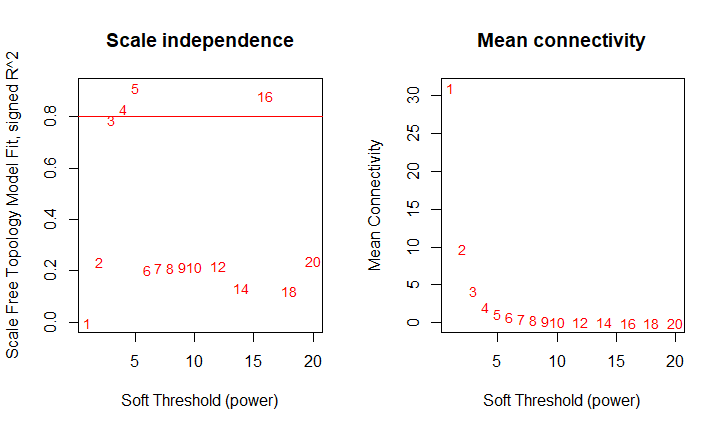 Scale independence
Scale Free Topology Model Fit, signed R^2
0.0 0.2 0.4 0.6 0.8
1 2 3 4 5 6 7 8 9 10 12 14 16 18 20
5 10 15 20
Soft Threshold (power)
Mean connectivity
Mean Connectivity
0 5 10 15 20 25 30
1 2 3 4 5 6 7 8 9 10 12 14 16 18 20
5 10 15 20
Soft Threshold (power)